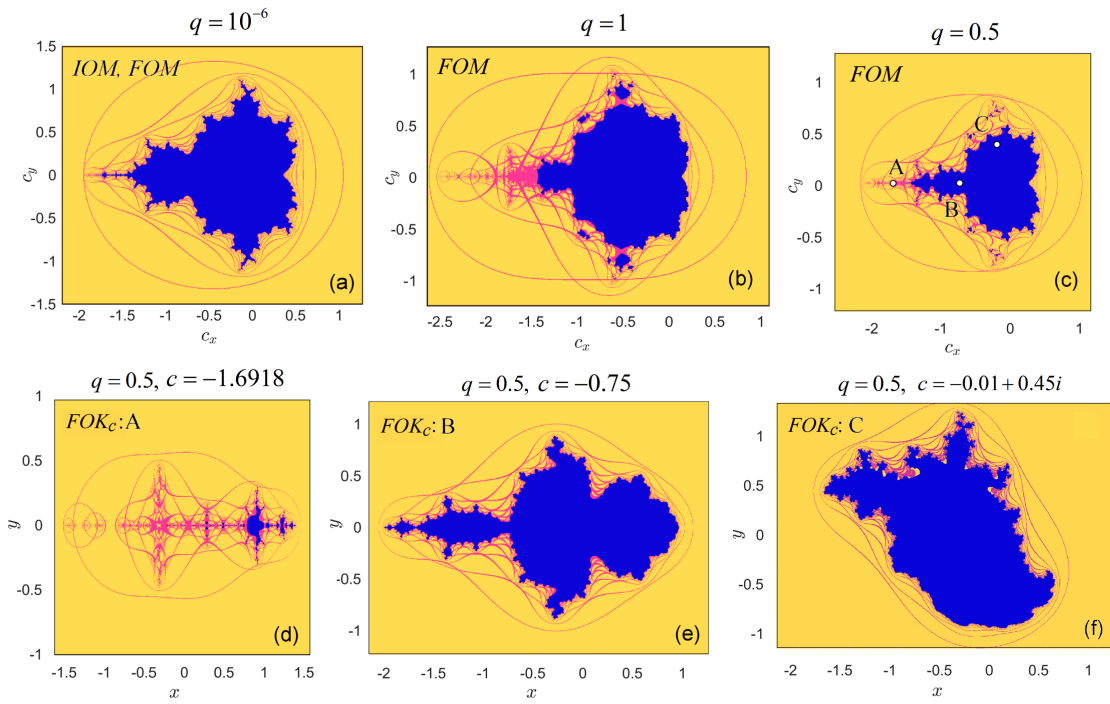 q = 10⁻⁶
q = 1
q = 0.5
IOM, FOM
1.5
1
0.5
0
-0.5
-1
-1.5
c_y
-2 -1.5 -1 -0.5 0 0.5 1
c_x
(a)
FOM
1
0.5
0
-0.5
-1
c_y
-2.5 -2 -1.5 -1 -0.5 0 0.5 1
c_x
(b)
FOM
1
0.5
0
-0.5
-1
c_y
A
B
C
-2 -1 0 1
c_x
(c)
q = 0.5, c = −1.6918
q = 0.5, c = −0.75
q = 0.5, c = −0.01 + 0.45i
FOK_c: A
1
0.5
0
-0.5
-1
y
-1.5 -1 -0.5 0 0.5 1 1.5
x
(d)
FOK_c: B
1
0.5
0
-0.5
-1
y
-2 -1.5 -1 -0.5 0 0.5 1
x
(e)
FOK_c: C
1
0.5
0
-0.5
-1
y
-2 -1.5 -1 -0.5 0 0.5 1
x
(f)